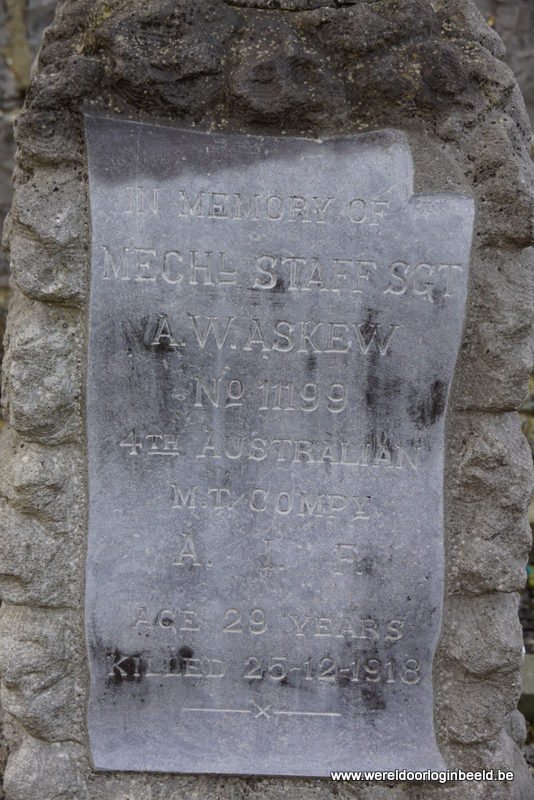 IN MEMORY OF
MECHL STAFF SGT
A.W. ASKEW
No 11199
4TH AUSTRALIAN
M.T. COMPY
A. I. F.
AGE 29 YEARS
KILLED 25-12-1918
www.wereldoorloginbeeld.be